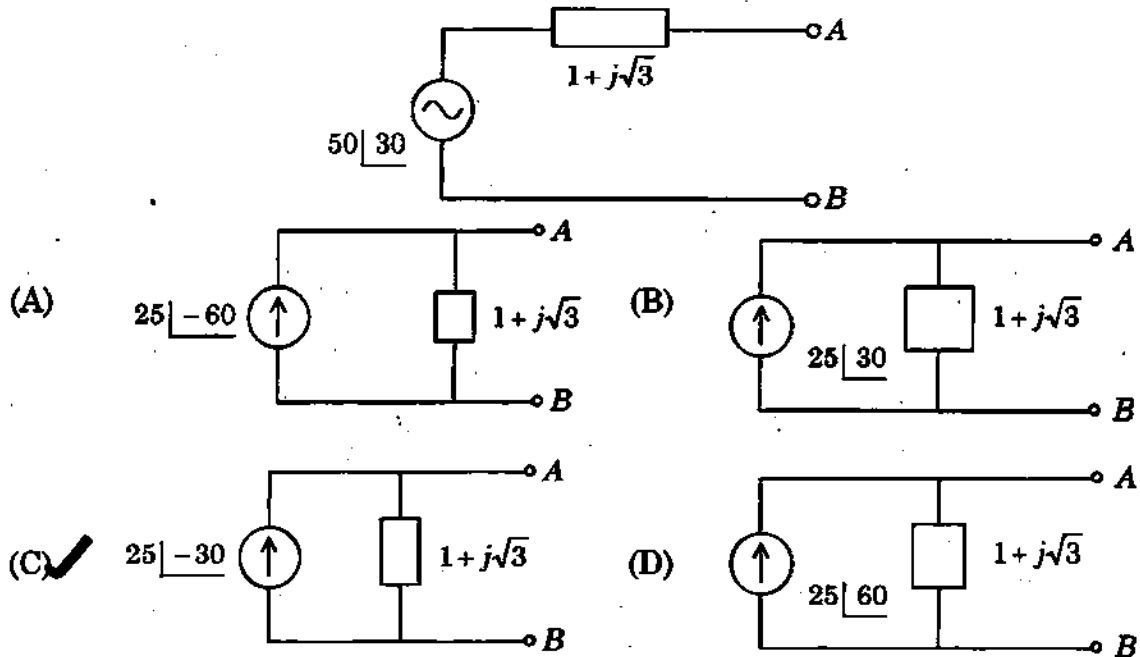 A
1 + j√3
50∠30
B
(A)
25∠-60
1 + j√3
A
B
(B)
25∠30
1 + j√3
A
B
(C)
25∠-30
1 + j√3
A
B
(D)
25∠60
1 + j√3
A
B